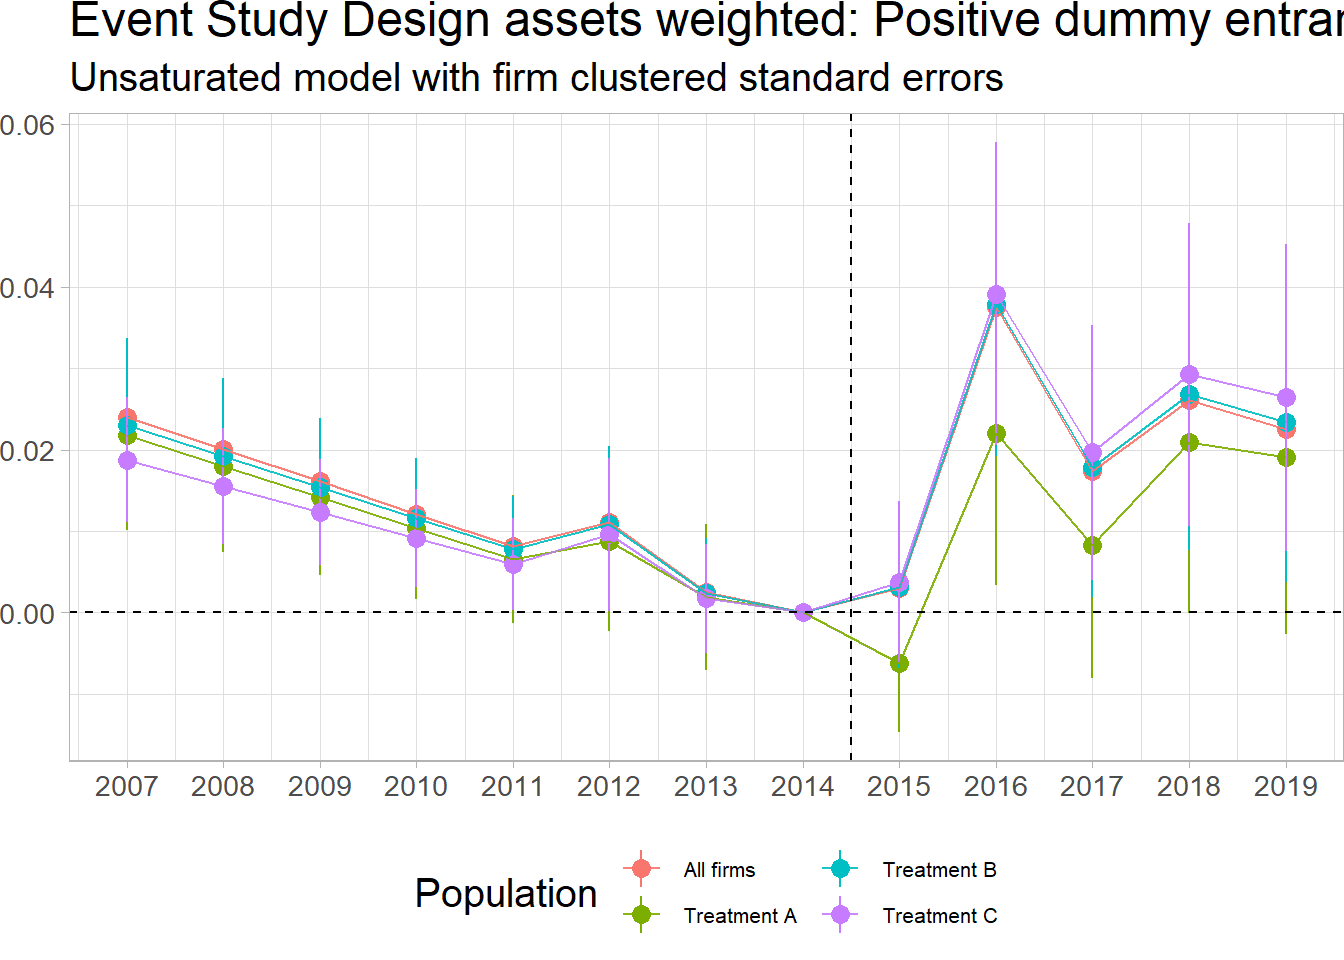 Event Study Design assets weighted: Positive dummy
Unsaturated model with firm clustered standard errors
0.06
0.04
0.02
0.00
2007 2008 2009 2010 2011 2012 2013 2014 2015 2016 2017 2018 2019
Population
All firms
Treatment A
Treatment B
Treatment C